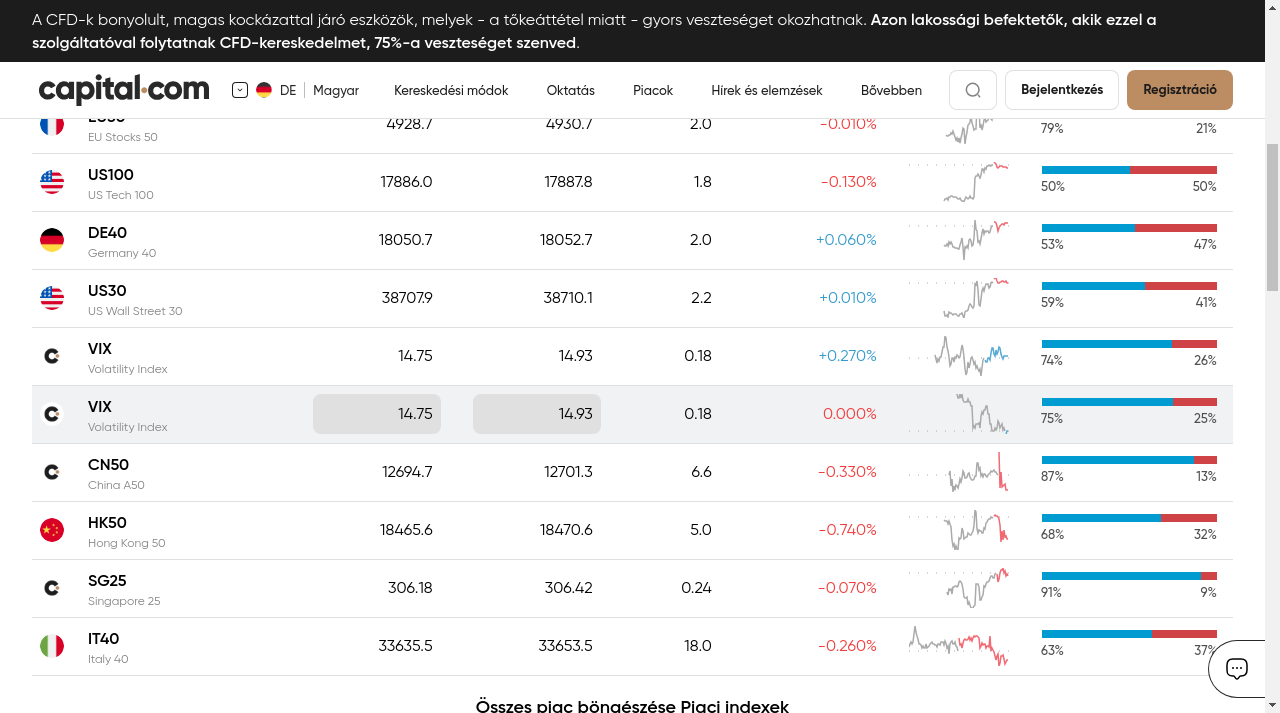 A CFD-k bonyolult, magas kockázattal járó eszközök, melyek - a tőkeáttétel miatt - gyors veszteséget okozhatnak. Azon lakossági befektetők, akik ezzel a
szolgáltatóval folytatnak CFD-kereskedelmet, 75%-a veszteséget szenved.
capital•com DE Magyar Kereskedési módok Oktatás Piacok Hírek és elemzések Bővebben Bejelentkezés Regisztráció
EU50 4928.7 4930.7 2.0 -0.010%
EU Stocks 50 79% 21%
US100 17886.0 17887.8 1.8 -0.130%
US Tech 100 50% 50%
DE40 18050.7 18052.7 2.0 +0.060%
Germany 40 53% 47%
US30 38707.9 38710.1 2.2 +0.010%
US Wall Street 30 59% 41%
VIX 14.75 14.93 0.18 +0.270%
Volatility Index 74% 26%
VIX 14.75 14.93 0.18 0.000%
Volatility Index 75% 25%
CN50 12694.7 12701.3 6.6 -0.330%
China A50 87% 13%
HK50 18465.6 18470.6 5.0 -0.740%
Hong Kong 50 68% 32%
SG25 306.18 306.42 0.24 -0.070%
Singapore 25 91% 9%
IT40 33635.5 33653.5 18.0 -0.260%
Italy 40 63% 37%
Összes piac böngészése Piaci indexek